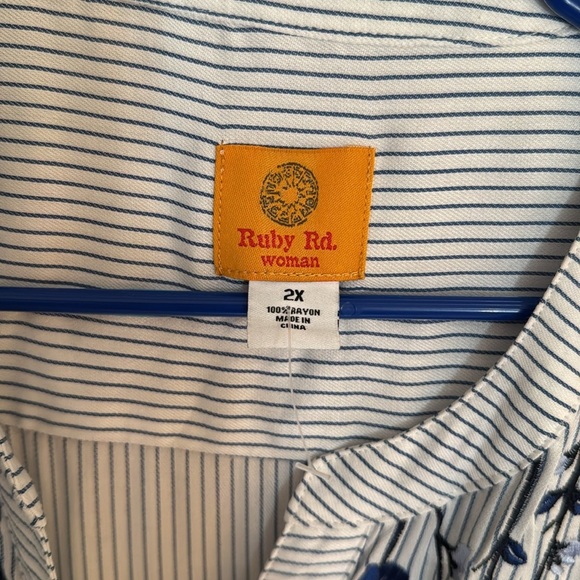 Ruby Rd.
woman
2X
100% RAYON
MADE IN
CHINA